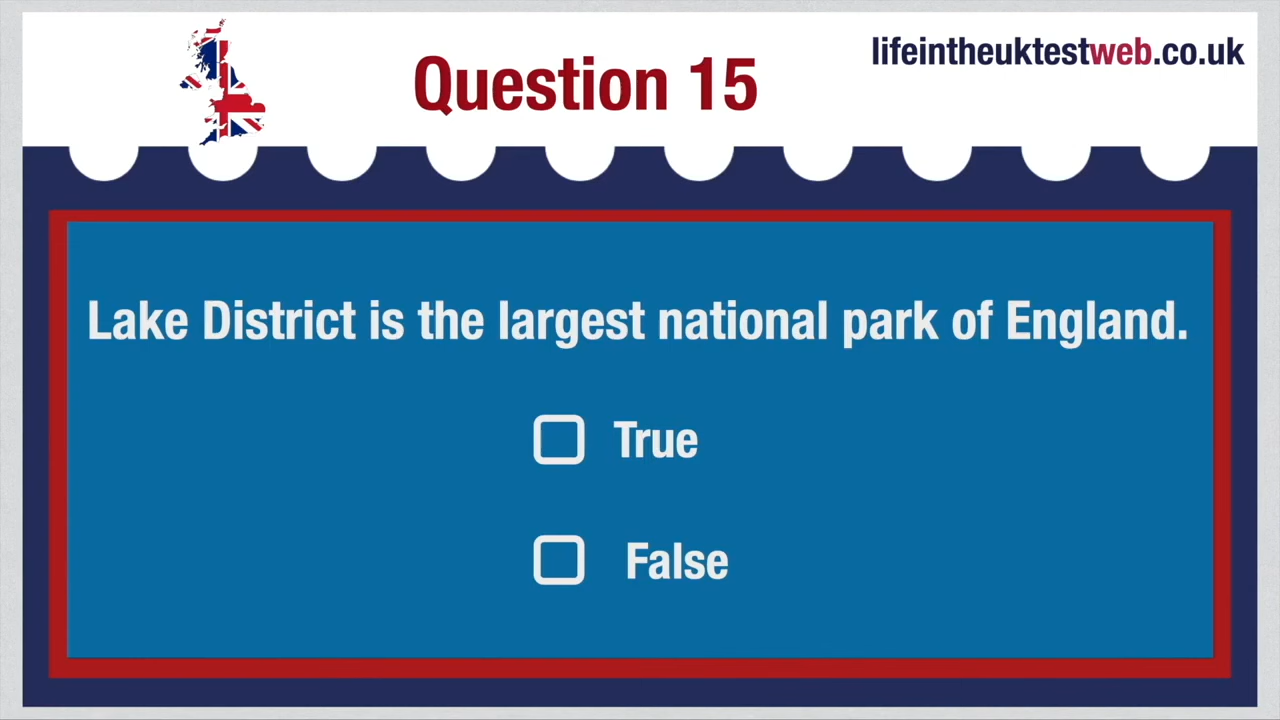 lifeintheuktestweb.co.uk
Question 15
Lake District is the largest national park of England.
True
False